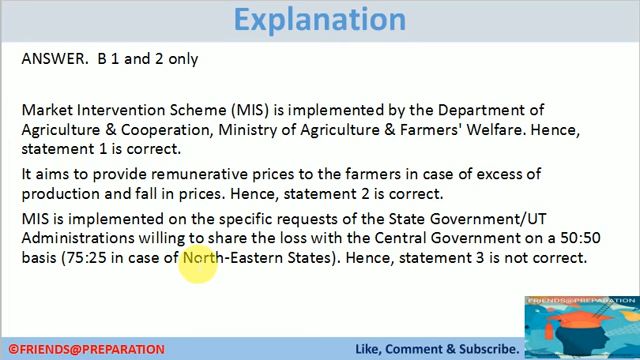 Explanation
ANSWER.  B 1 and 2 only
Market Intervention Scheme (MIS) is implemented by the Department of
Agriculture & Cooperation, Ministry of Agriculture & Farmers' Welfare. Hence,
statement 1 is correct.
It aims to provide remunerative prices to the farmers in case of excess of
production and fall in prices. Hence, statement 2 is correct.
MIS is implemented on the specific requests of the State Government/UT
Administrations willing to share the loss with the Central Government on a 50:50
basis (75:25 in case of North-Eastern States). Hence, statement 3 is not correct.
FRIENDS@PREPARATION
©FRIENDS@PREPARATION
Like, Comment & Subscribe.